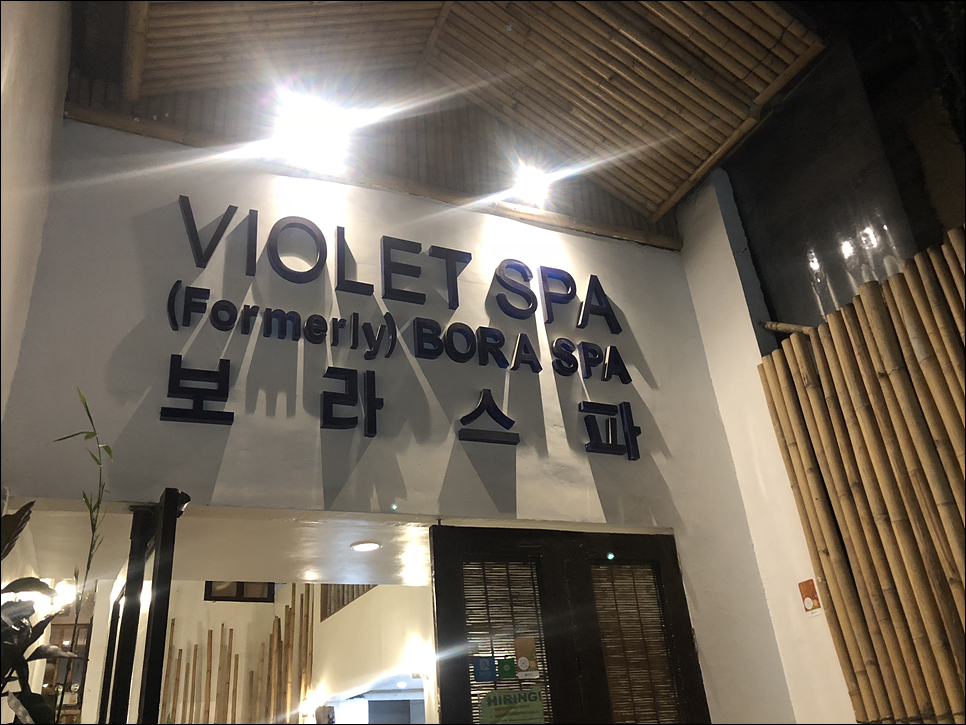 VIOLET SPA
(Formerly) BORA SPA
보라스파
HIRING!